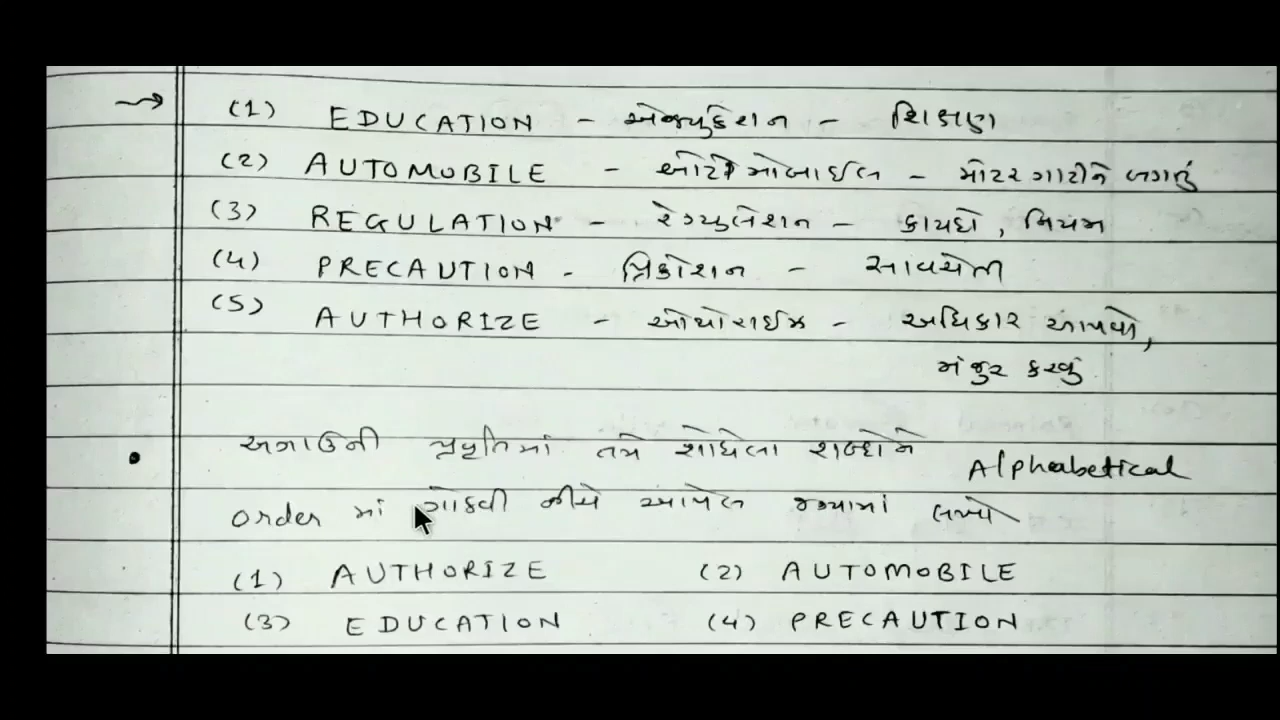 (1) EDUCATION - એજ્યુકેશન - શિક્ષણ
(2) AUTOMOBILE - ઓટોમોબાઈલ - મોટરગાડીને લગતું
(3) REGULATION - રેગ્યુલેશન - કાયદો, નિયમ
(4) PRECAUTION - પ્રિકોશન - સાવચેતી
(5) AUTHORIZE - ઓથોરાઈઝ - અધિકાર આપવો,
મંજુર કરવું
• અગાઉની પ્રવૃત્તિમાં તમે શોધેલા શબ્દોને Alphabetical
order માં ગોઠવી નીચે આપેલ જગ્યામાં લખો
(1) AUTHORIZE (2) AUTOMOBILE
(3) EDUCATION (4) PRECAUTION